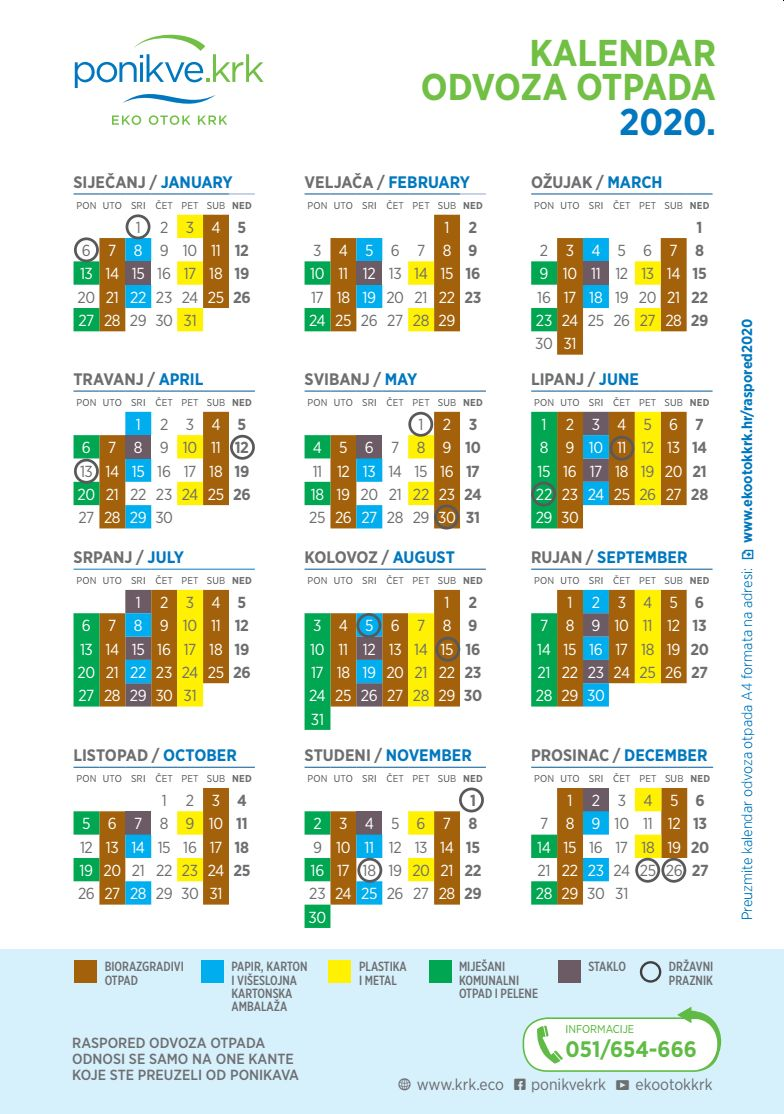 ponikve.krk
EKO OTOK KRK
KALENDAR
ODVOZA OTPADA
2020.
SIJEČANJ / JANUARY
PON UTO SRI ČET PET SUB NED
1 2 3 4 5
6 7 8 9 10 11 12
13 14 15 16 17 18 19
20 21 22 23 24 25 26
27 28 29 30 31
VELJAČA / FEBRUARY
PON UTO SRI ČET PET SUB NED
1 2
3 4 5 6 7 8 9
10 11 12 13 14 15 16
17 18 19 20 21 22 23
24 25 26 27 28 29
OŽUJAK / MARCH
PON UTO SRI ČET PET SUB NED
1
2 3 4 5 6 7 8
9 10 11 12 13 14 15
16 17 18 19 20 21 22
23 24 25 26 27 28 29
30 31
TRAVANJ / APRIL
PON UTO SRI ČET PET SUB NED
1 2 3 4 5
6 7 8 9 10 11 12
13 14 15 16 17 18 19
20 21 22 23 24 25 26
27 28 29 30
SVIBANJ / MAY
PON UTO SRI ČET PET SUB NED
1 2 3
4 5 6 7 8 9 10
11 12 13 14 15 16 17
18 19 20 21 22 23 24
25 26 27 28 29 30 31
LIPANJ / JUNE
PON UTO SRI ČET PET SUB NED
1 2 3 4 5 6 7
8 9 10 11 12 13 14
15 16 17 18 19 20 21
22 23 24 25 26 27 28
29 30
SRPANJ / JULY
PON UTO SRI ČET PET SUB NED
1 2 3 4 5
6 7 8 9 10 11 12
13 14 15 16 17 18 19
20 21 22 23 24 25 26
27 28 29 30 31
KOLOVOZ / AUGUST
PON UTO SRI ČET PET SUB NED
1 2
3 4 5 6 7 8 9
10 11 12 13 14 15 16
17 18 19 20 21 22 23
24 25 26 27 28 29 30
31
RUJAN / SEPTEMBER
PON UTO SRI ČET PET SUB NED
1 2 3 4 5 6
7 8 9 10 11 12 13
14 15 16 17 18 19 20
21 22 23 24 25 26 27
28 29 30
LISTOPAD / OCTOBER
PON UTO SRI ČET PET SUB NED
1 2 3 4
5 6 7 8 9 10 11
12 13 14 15 16 17 18
19 20 21 22 23 24 25
26 27 28 29 30 31
STUDENI / NOVEMBER
PON UTO SRI ČET PET SUB NED
1
2 3 4 5 6 7 8
9 10 11 12 13 14 15
16 17 18 19 20 21 22
23 24 25 26 27 28 29
30
PROSINAC / DECEMBER
PON UTO SRI ČET PET SUB NED
1 2 3 4 5 6
7 8 9 10 11 12 13
14 15 16 17 18 19 20
21 22 23 24 25 26 27
28 29 30 31
Preuzmite kalendar odvoza otpada A4 formata na adresi: www.ekootokkrk.hr/raspored2020
BIORAZGRADIVI
OTPAD
PAPIR, KARTON
I VIŠESLOJNA
KARTONSKA
AMBALAŽA
PLASTIKA
I METAL
MIJEŠANI
KOMUNALNI
OTPAD I PELENE
STAKLO
DRŽAVNI
PRAZNIK
RASPORED ODVOZA OTPADA
ODNOSI SE SAMO NA ONE KANTE
KOJE STE PREUZELI OD PONIKAVA
INFORMACIJE
051/654-666
www.krk.eco ponikvekrk ekootokkrk